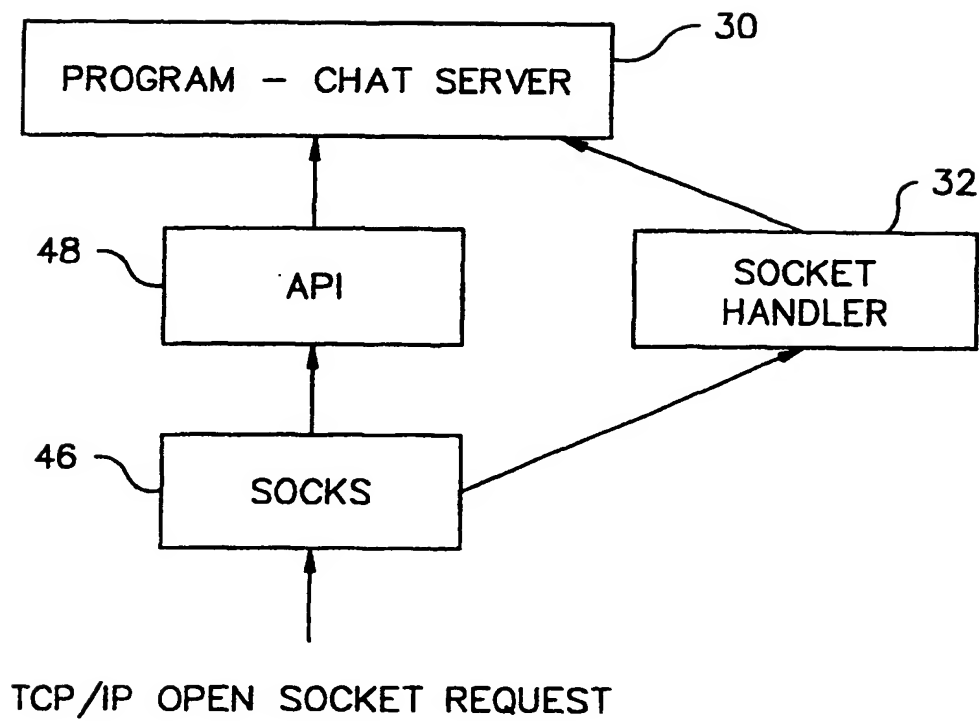 30
PROGRAM - CHAT SERVER
32
48
API
SOCKET
HANDLER
46
SOCKS
TCP/IP OPEN SOCKET REQUEST